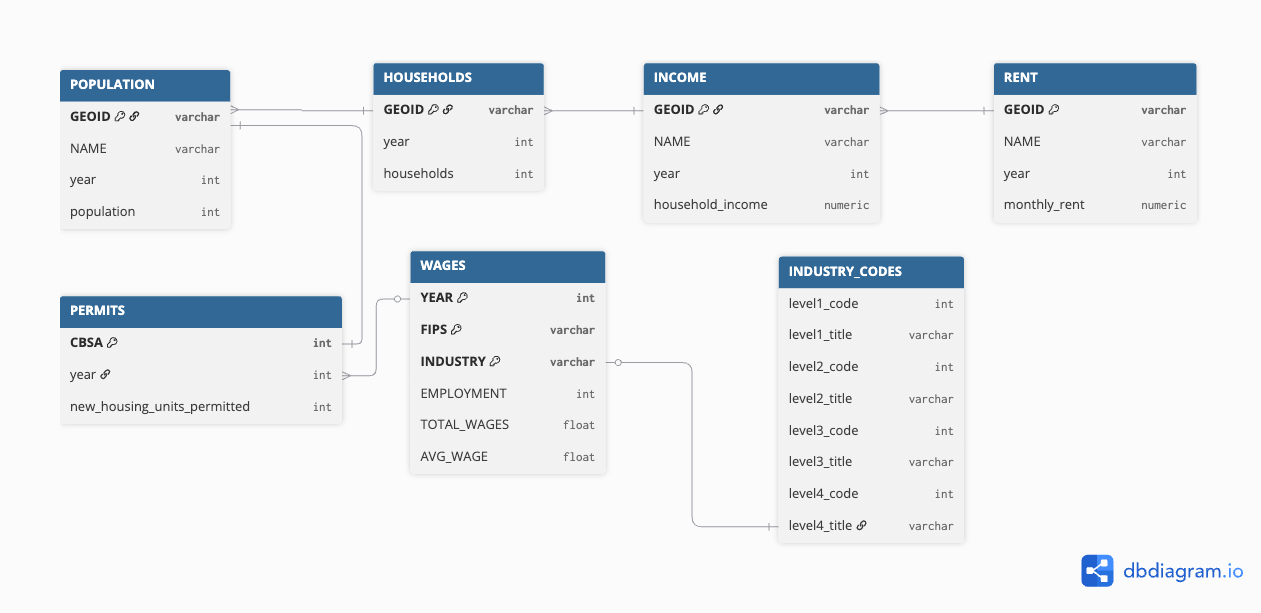 POPULATION
GEOID varchar
NAME varchar
year int
population int
HOUSEHOLDS
GEOID varchar
year int
households int
INCOME
GEOID varchar
NAME varchar
year int
household_income numeric
RENT
GEOID varchar
NAME varchar
year int
monthly_rent numeric
PERMITS
CBSA int
year int
new_housing_units_permitted int
WAGES
YEAR int
FIPS varchar
INDUSTRY varchar
EMPLOYMENT int
TOTAL_WAGES float
AVG_WAGE float
INDUSTRY_CODES
level1_code int
level1_title varchar
level2_code int
level2_title varchar
level3_code int
level3_title varchar
level4_code int
level4_title varchar
dbdiagram.io